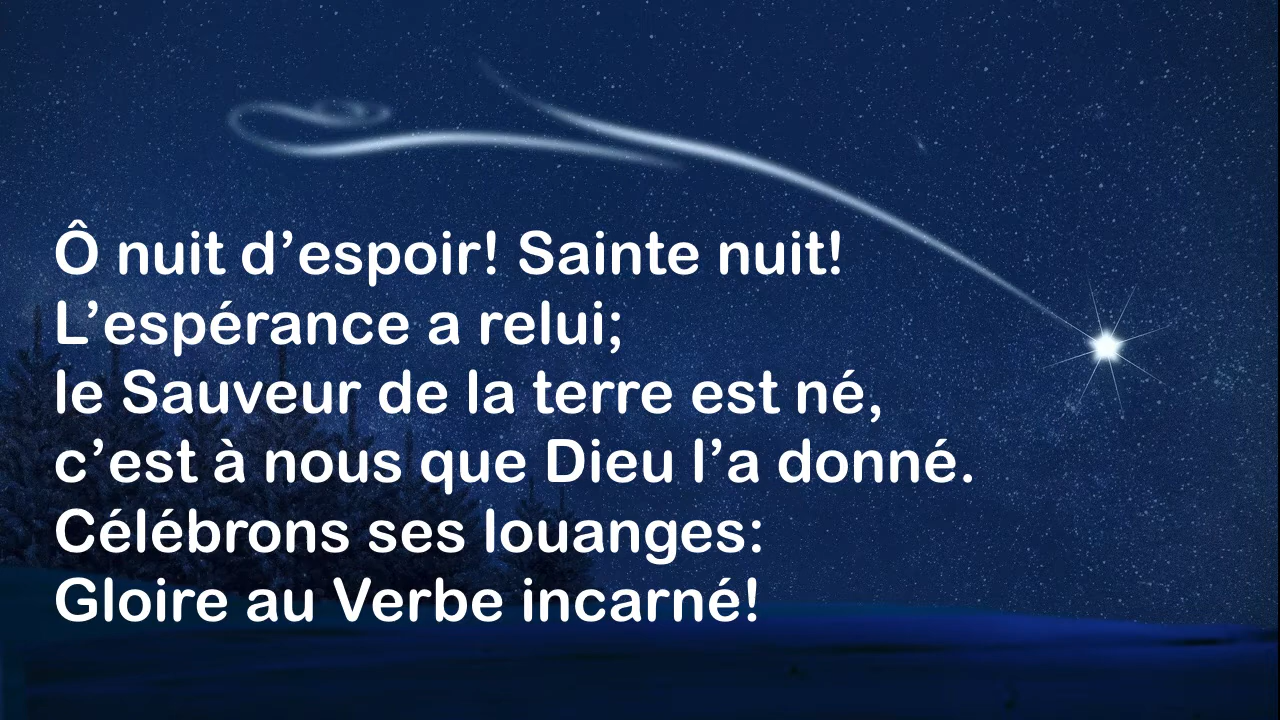 Ô nuit d’espoir! Sainte nuit!
L’espérance a relui;
le Sauveur de la terre est né,
c’est à nous que Dieu l’a donné.
Célébrons ses louanges:
Gloire au Verbe incarné!